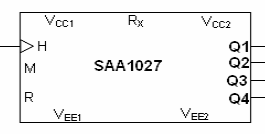 VCC1 RX VCC2
H Q1
M SAA1027 Q2
Q3
R Q4
VEE1 VEE2